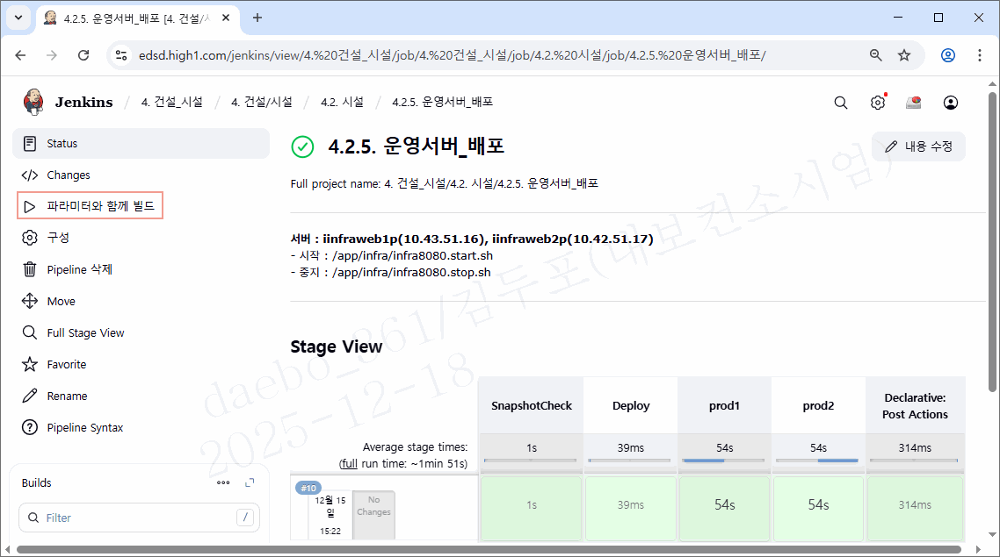 4.2.5. 운영서버_배포 [4. 건설/시
edsd.high1.com/jenkins/view/4.%20건설_시설/job/4.%20건설_시설/job/4.2.%20시설/job/4.2.5.%20운영서버_배포/
Jenkins / 4. 건설_시설 / 4. 건설/시설 / 4.2. 시설 / 4.2.5. 운영서버_배포
Status
Changes
파라미터와 함께 빌드
구성
Pipeline 삭제
Move
Full Stage View
Favorite
Rename
Pipeline Syntax
Builds
Filter /
4.2.5. 운영서버_배포
내용 수정
Full project name: 4. 건설_시설/4.2. 시설/4.2.5. 운영서버_배포
서버 : iinfraweb1p(10.43.51.16), iinfraweb2p(10.42.51.17)
- 시작 : /app/infra/infra8080.start.sh
- 중지 : /app/infra/infra8080.stop.sh
Stage View
SnapshotCheck Deploy prod1 prod2 Declarative: Post Actions
Average stage times: 1s 39ms 54s 54s 314ms
(full run time: ~1min 51s)
#10
12월 15
일
15:22
No
Changes
1s 39ms 54s 54s 314ms
daebo_361/김두포(대보컨소시엄)
2025-12-18